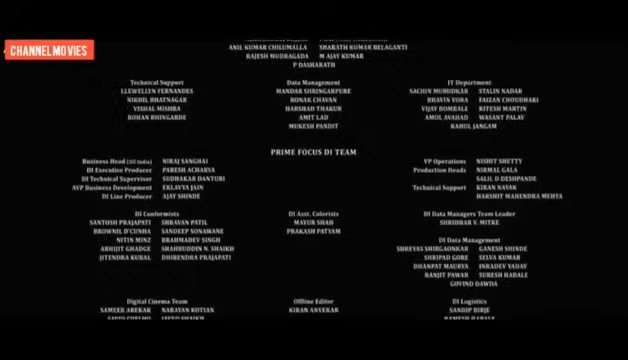 CHANNELMOVIES
ANIL KUMAR CHILUMALLA SHARATH KUMAR BELAGANTI
RAJESH MUDRAGADA M AJAY KUMAR
P DASHARATH
Technical Support
LLEWELLYN FERNANDES
NIKHIL BHATNAGAR
VISHAL MISHRA
ROHAN BHINGARDE
Data Management
MANDAR SHRINGARPURE
RONAK CHAVAN
HARSHAD THAKUR
AMIT LAD
MUKESH PANDIT
IT Department
SACHIN MUHUDKAR STALIN NADAR
BHAVIN VORA FAIZAN CHOUDHARI
VIJAY BOMBALE RITESH MARTIN
AMOL AVAHAD WASANT PALAV
RAHUL JANGAM
PRIME FOCUS DI TEAM
Business Head (All India) NIRAJ SANGHAI
DI Executive Producer PARESH ACHARYA
DI Technical Supervisor SUDHAKAR DANTURI
AVP Business Development EKLAVYA JAIN
DI Line Producer AJAY SHINDE
VP Operations NISHIT SHETTY
Production Heads NIRMAL GALA
SALIL D DESHPANDE
Technical Support KIRAN NAYAK
HARSHIT MAHENDRA MEHTA
DI Conformists
SANTOSH PRAJAPATI SHRAVAN PATIL
BROWNIL D'CUNHA SANDEEP SONAWANE
NITIN MINZ BRAHMADEV SINGH
ABHIJIT GHADGE SHAHRUDDIN N. SHAIKH
JITENDRA KUBAL DHIRENDRA PRAJAPATI
DI Asst. Colorists
MAYUR SHAH
PRAKASH PATYAM
DI Data Managers Team Leader
SHRIDHAR V. MITKE
DI Data Management
SHREYAS SHIRGAONKAR GANESH SHINDE
SHRIPAD GORE SELVA KUMAR
DHANPAT MAURYA INRADEV YADAV
RANJIT PAWAR SURESH HABALE
GOVIND DAWDA
Digital Cinema Team
SAMEER AREKAR NARAYAN KOTIAN
Offline Editor
KIRAN ANVEKAR
DI Logistics
SANDIP BIRJE